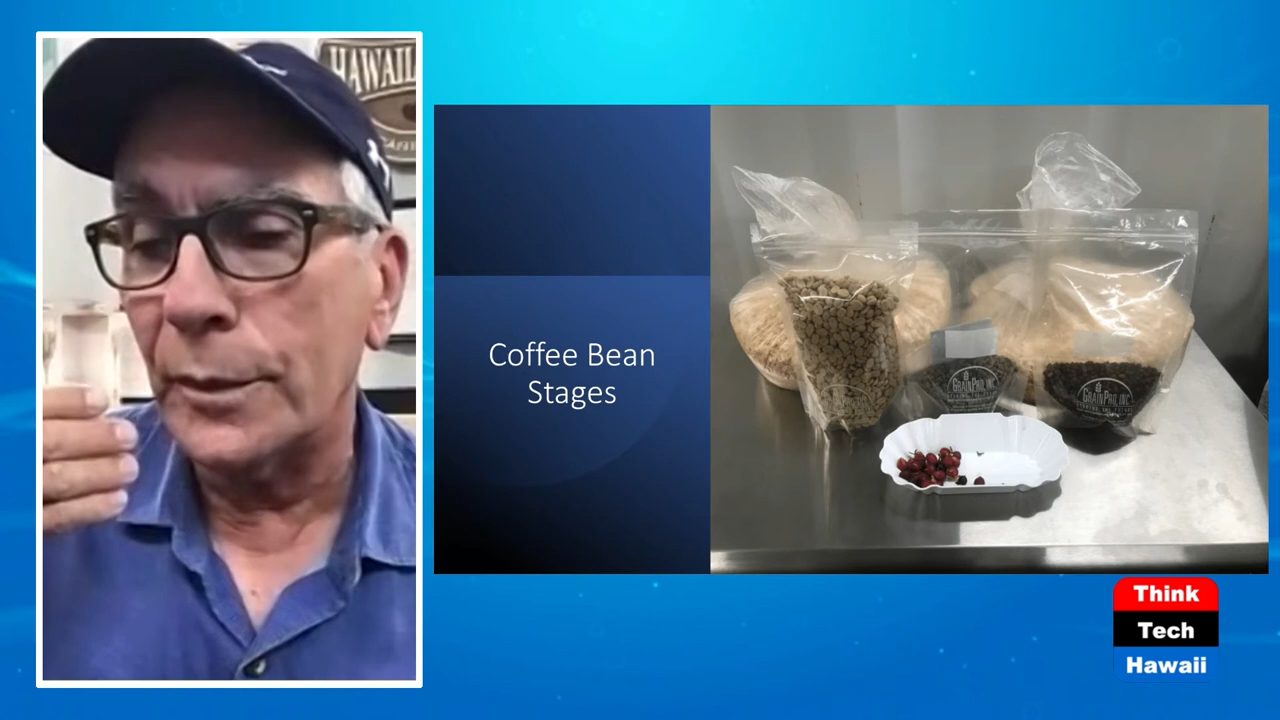 HAWAII
Coffee Bean
Stages
GRAINPRO, INC
GRAINPRO, INC
Think
Tech
Hawaii